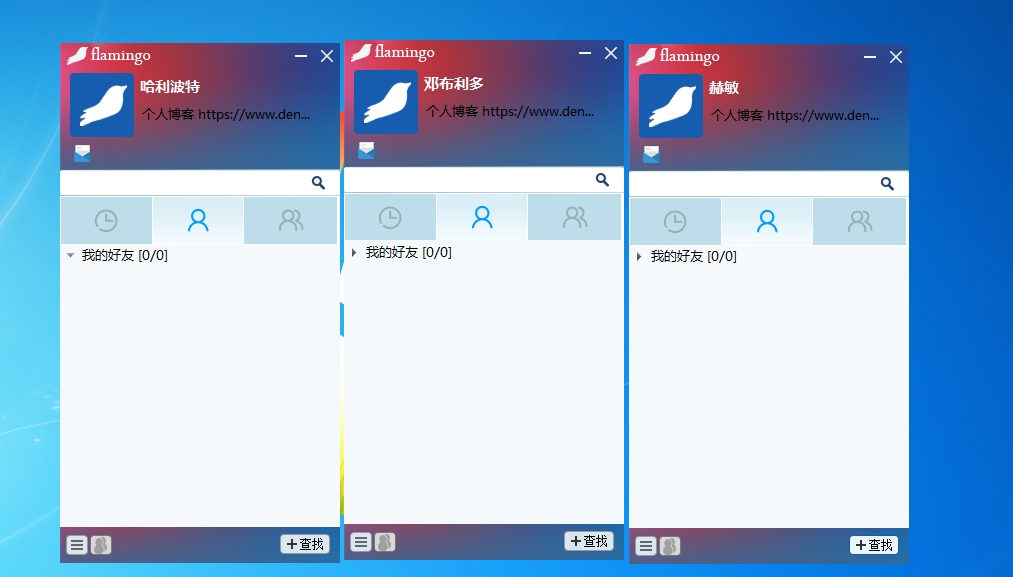 flamingo
哈利波特
个人博客 https://www.den...
我的好友 [0/0]
+查找
flamingo
邓布利多
个人博客 https://www.den...
我的好友 [0/0]
+查找
flamingo
赫敏
个人博客 https://www.den...
我的好友 [0/0]
+查找